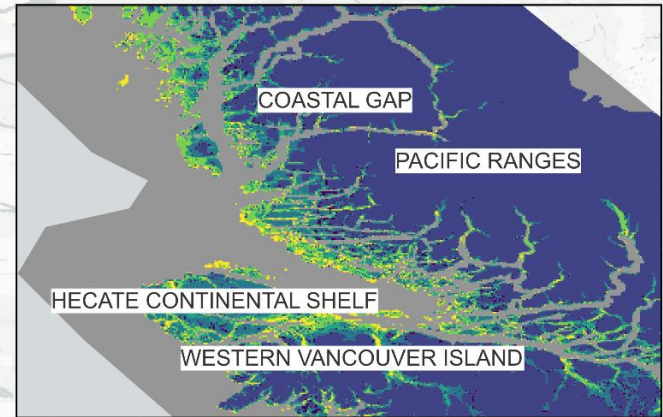 COASTAL GAP
PACIFIC RANGES
HECATE CONTINENTAL SHELF
WESTERN VANCOUVER ISLAND